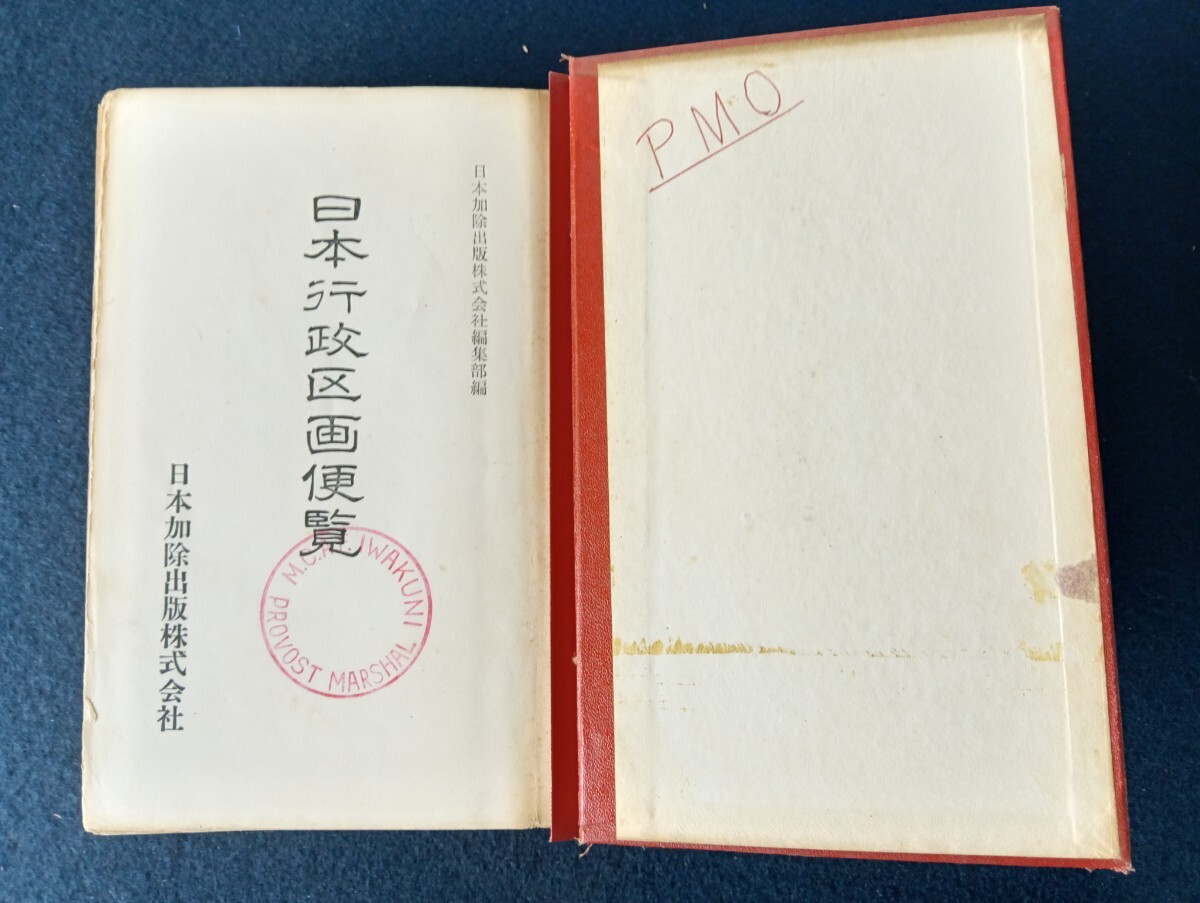 PMO
日本加除出版株式会社編集部編
日本行政区画便覧
M.C.A. IWAKUNI
PROVOST MARSHAL
日本加除出版株式会社